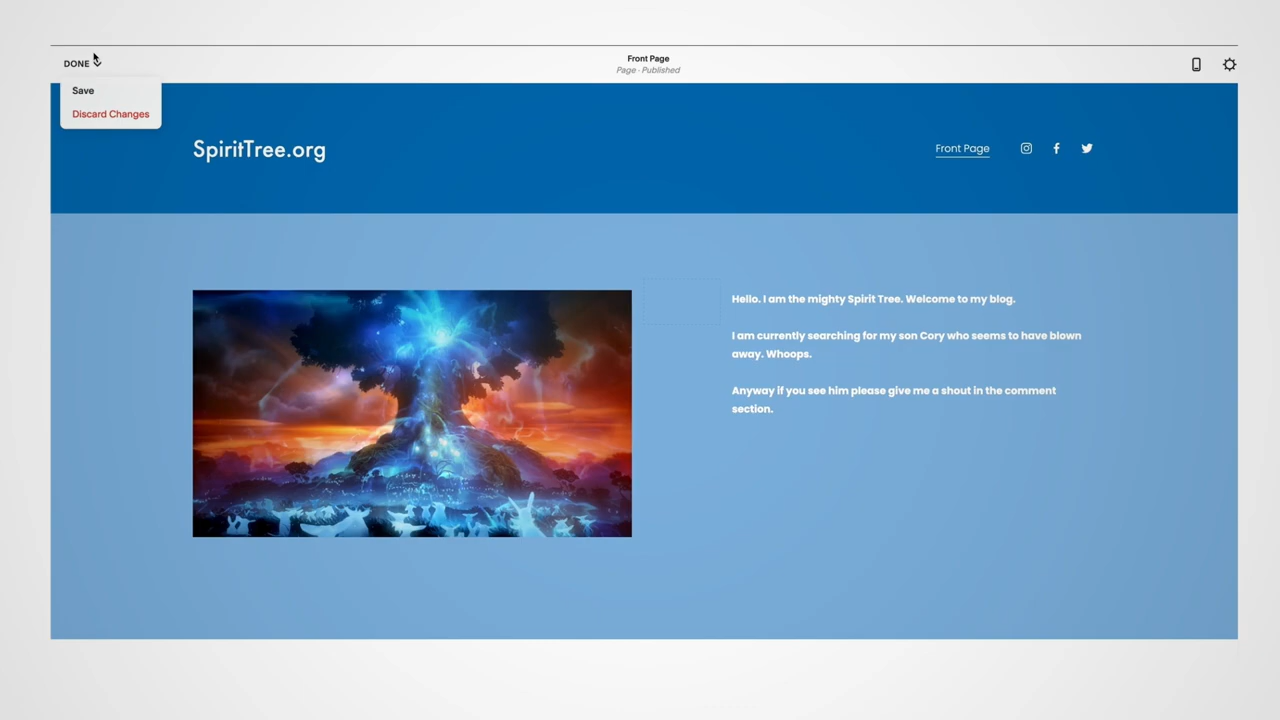 DONE
Front Page
Page · Published
Save
Discard Changes
SpiritTree.org
Front Page
Hello. I am the mighty Spirit Tree. Welcome to my blog.
I am currently searching for my son Cory who seems to have blown
away. Whoops.
Anyway if you see him please give me a shout in the comment
section.